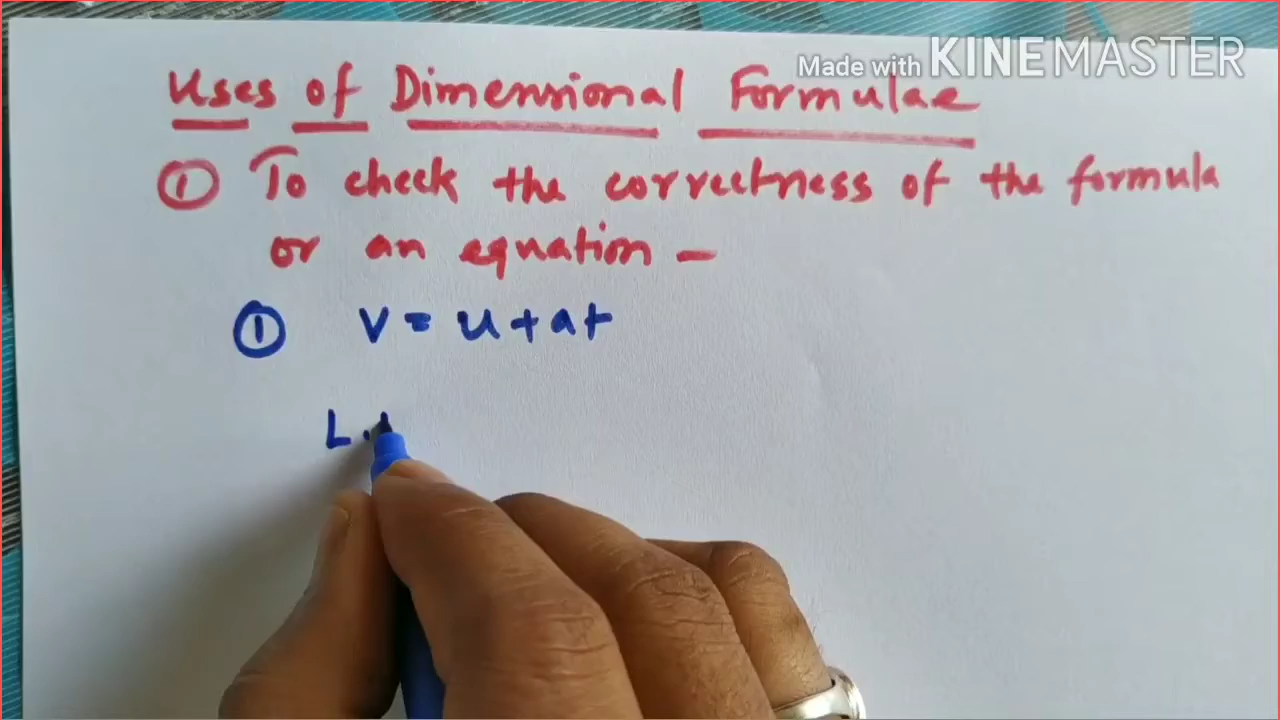 Made with KINEMASTER
Uses of Dimensional Formulae
① To check the correctness of the formula
or an equation –
① V = u + at
L.